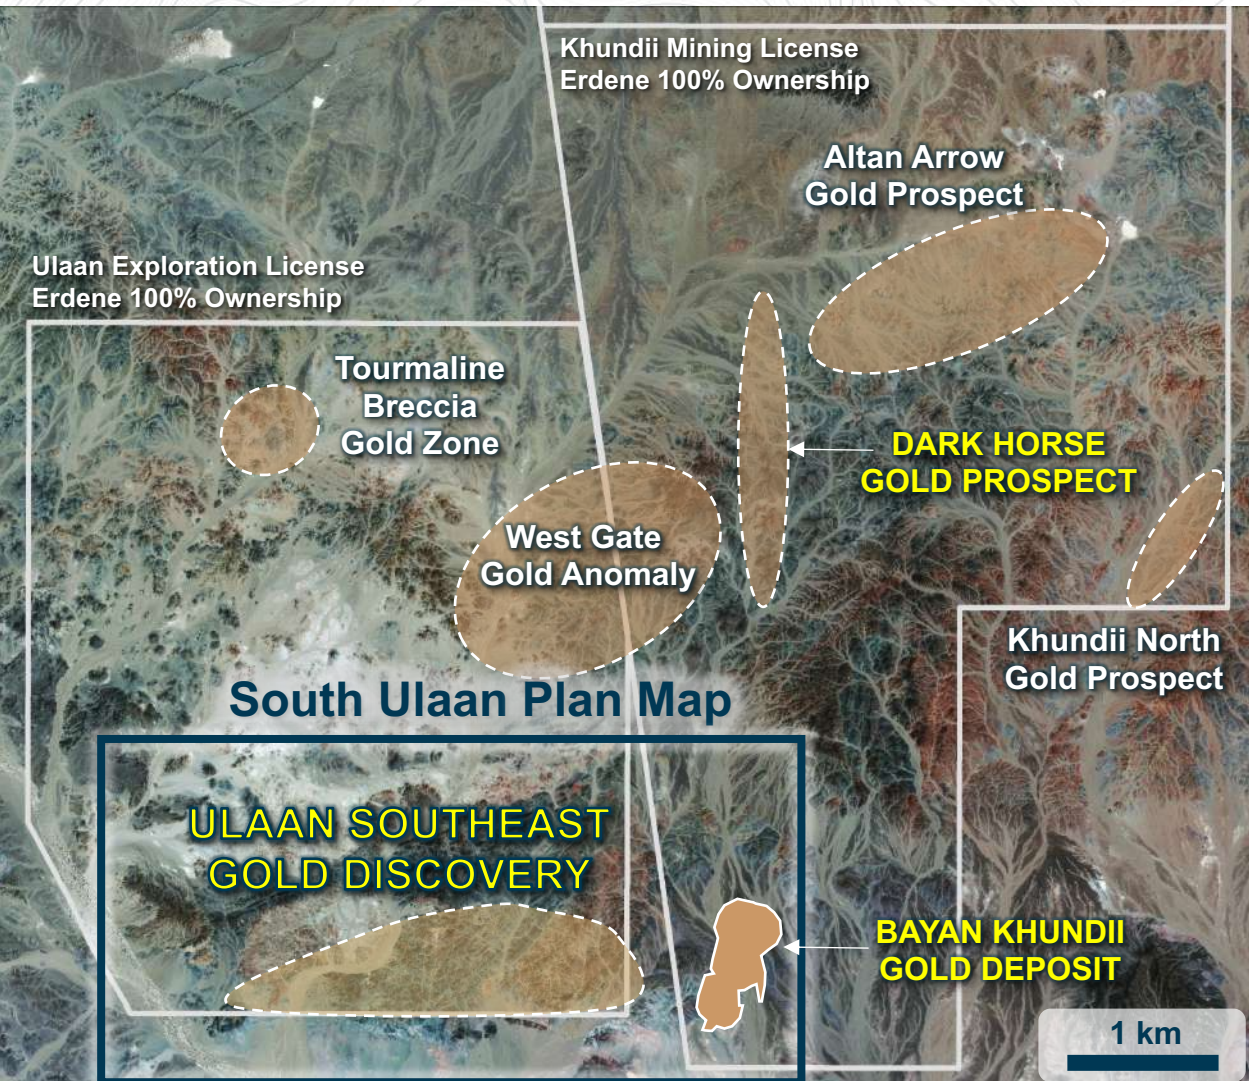 Khundii Mining License
Erdene 100% Ownership
Altan Arrow
Gold Prospect
Ulaan Exploration License
Erdene 100% Ownership
Tourmaline
Breccia
Gold Zone
DARK HORSE
GOLD PROSPECT
West Gate
Gold Anomaly
Khundii North
Gold Prospect
South Ulaan Plan Map
ULAAN SOUTHEAST
GOLD DISCOVERY
BAYAN KHUNDII
GOLD DEPOSIT
1 km